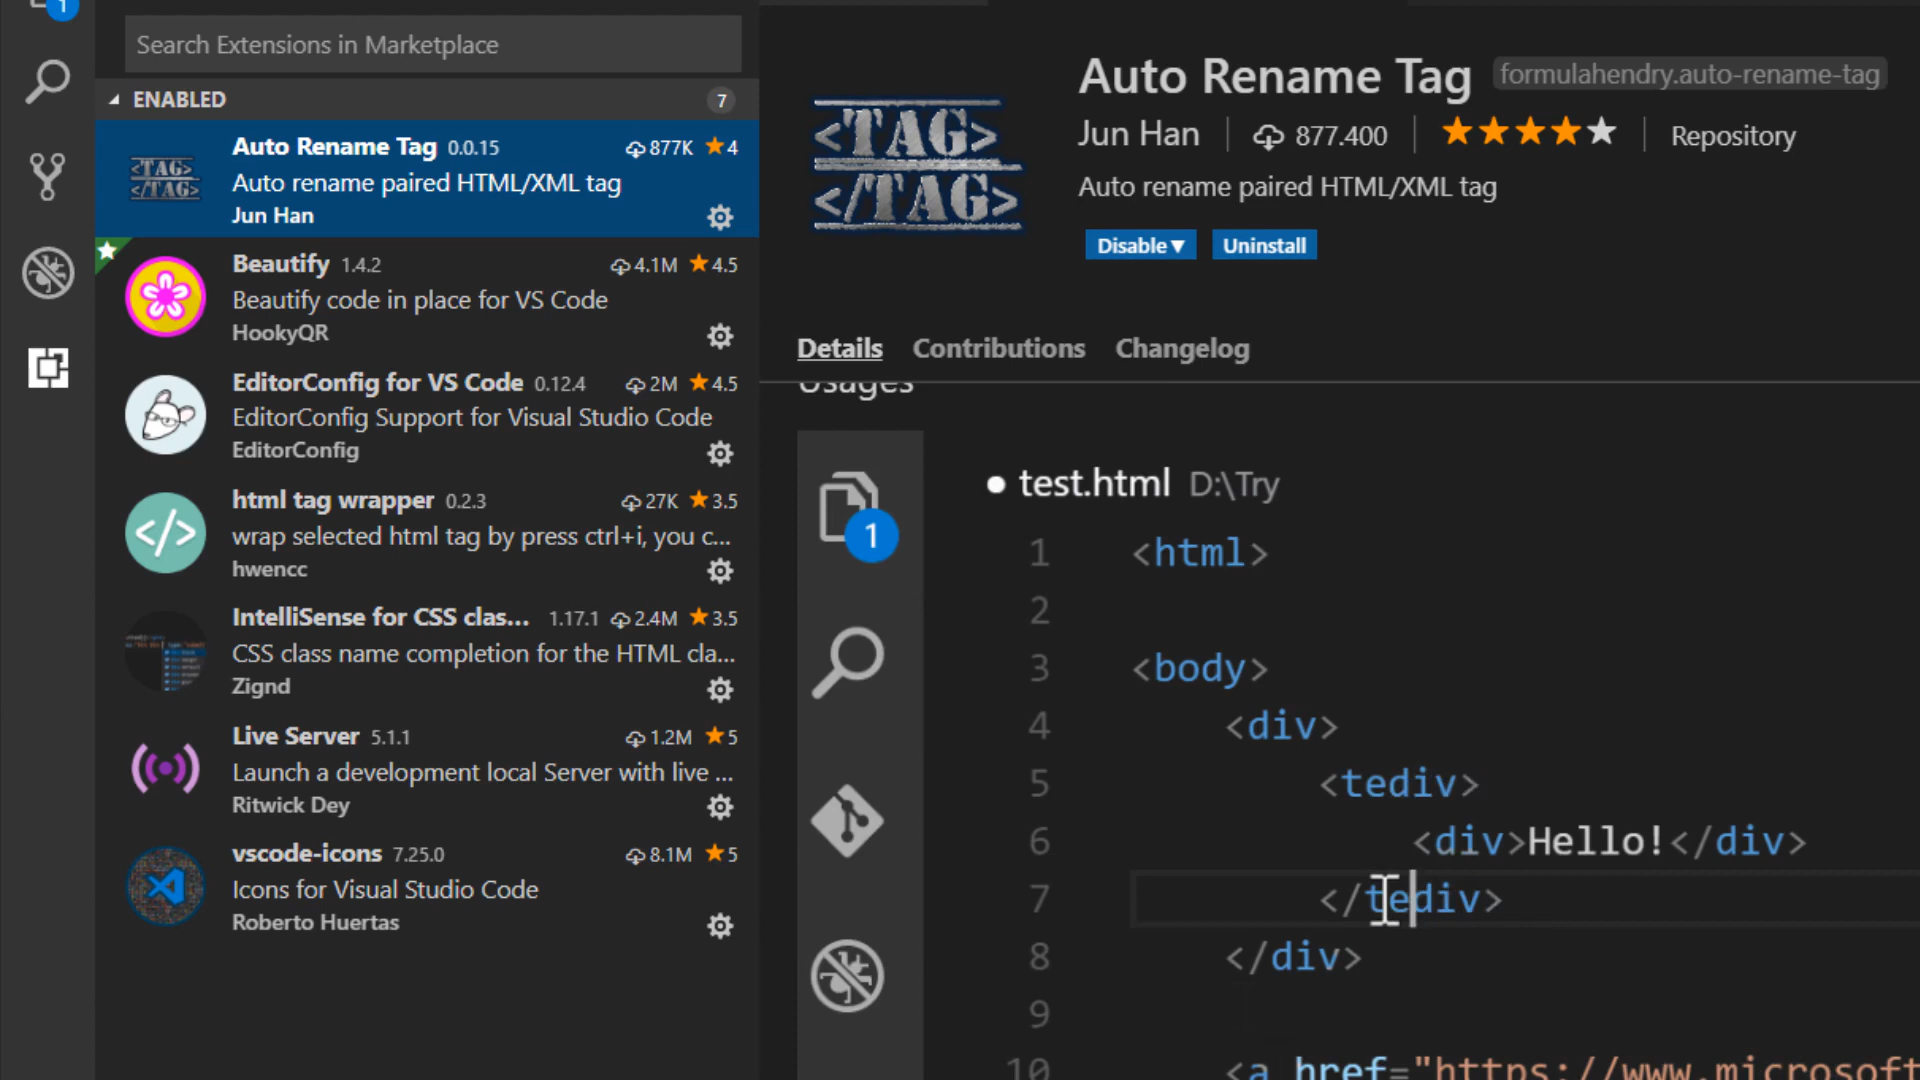 1
Search Extensions in Marketplace
ENABLED 7
<TAG>
</TAG>
Auto Rename Tag 0.0.15 877K 4
Auto rename paired HTML/XML tag
Jun Han
Beautify 1.4.2 4.1M 4.5
Beautify code in place for VS Code
HookyQR
EditorConfig for VS Code 0.12.4 2M 4.5
EditorConfig Support for Visual Studio Code
EditorConfig
</>
html tag wrapper 0.2.3 27K 3.5
wrap selected html tag by press ctrl+i, you c...
hwencc
IntelliSense for CSS clas... 1.17.1 2.4M 3.5
CSS class name completion for the HTML cla...
Zignd
Live Server 5.1.1 1.2M 5
Launch a development local Server with live ...
Ritwick Dey
vscode-icons 7.25.0 8.1M 5
Icons for Visual Studio Code
Roberto Huertas
<TAG>
</TAG>
Auto Rename Tag formulahendry.auto-rename-tag
Jun Han 877.400 Repository
Auto rename paired HTML/XML tag
Disable▼ Uninstall
Details Contributions Changelog
Usages
1
test.html D:\Try
1 <html>
2
3 <body>
4 <div>
5 <tediv>
6 <div>Hello!</div>
7 </tediv>
8 </div>
9
10 <a href="https://www.microsoft